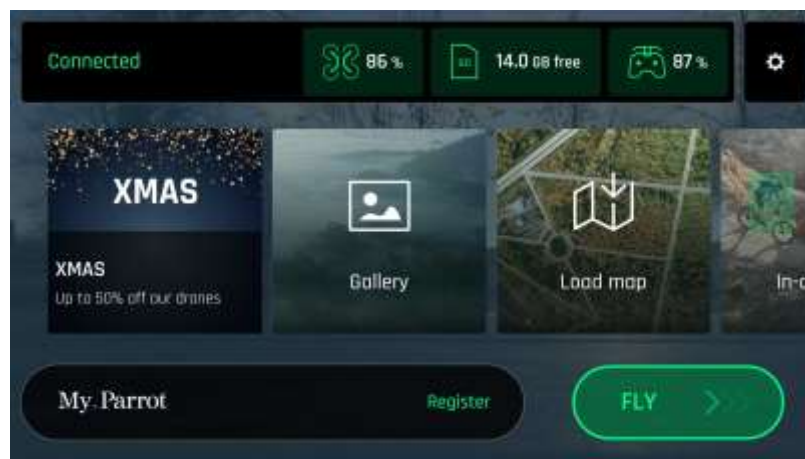 Connected
86 %
14.0 GB free
87 %
XMAS
XMAS
Up to 50% off our drones
Gallery
Load map
My.Parrot
Register
FLY